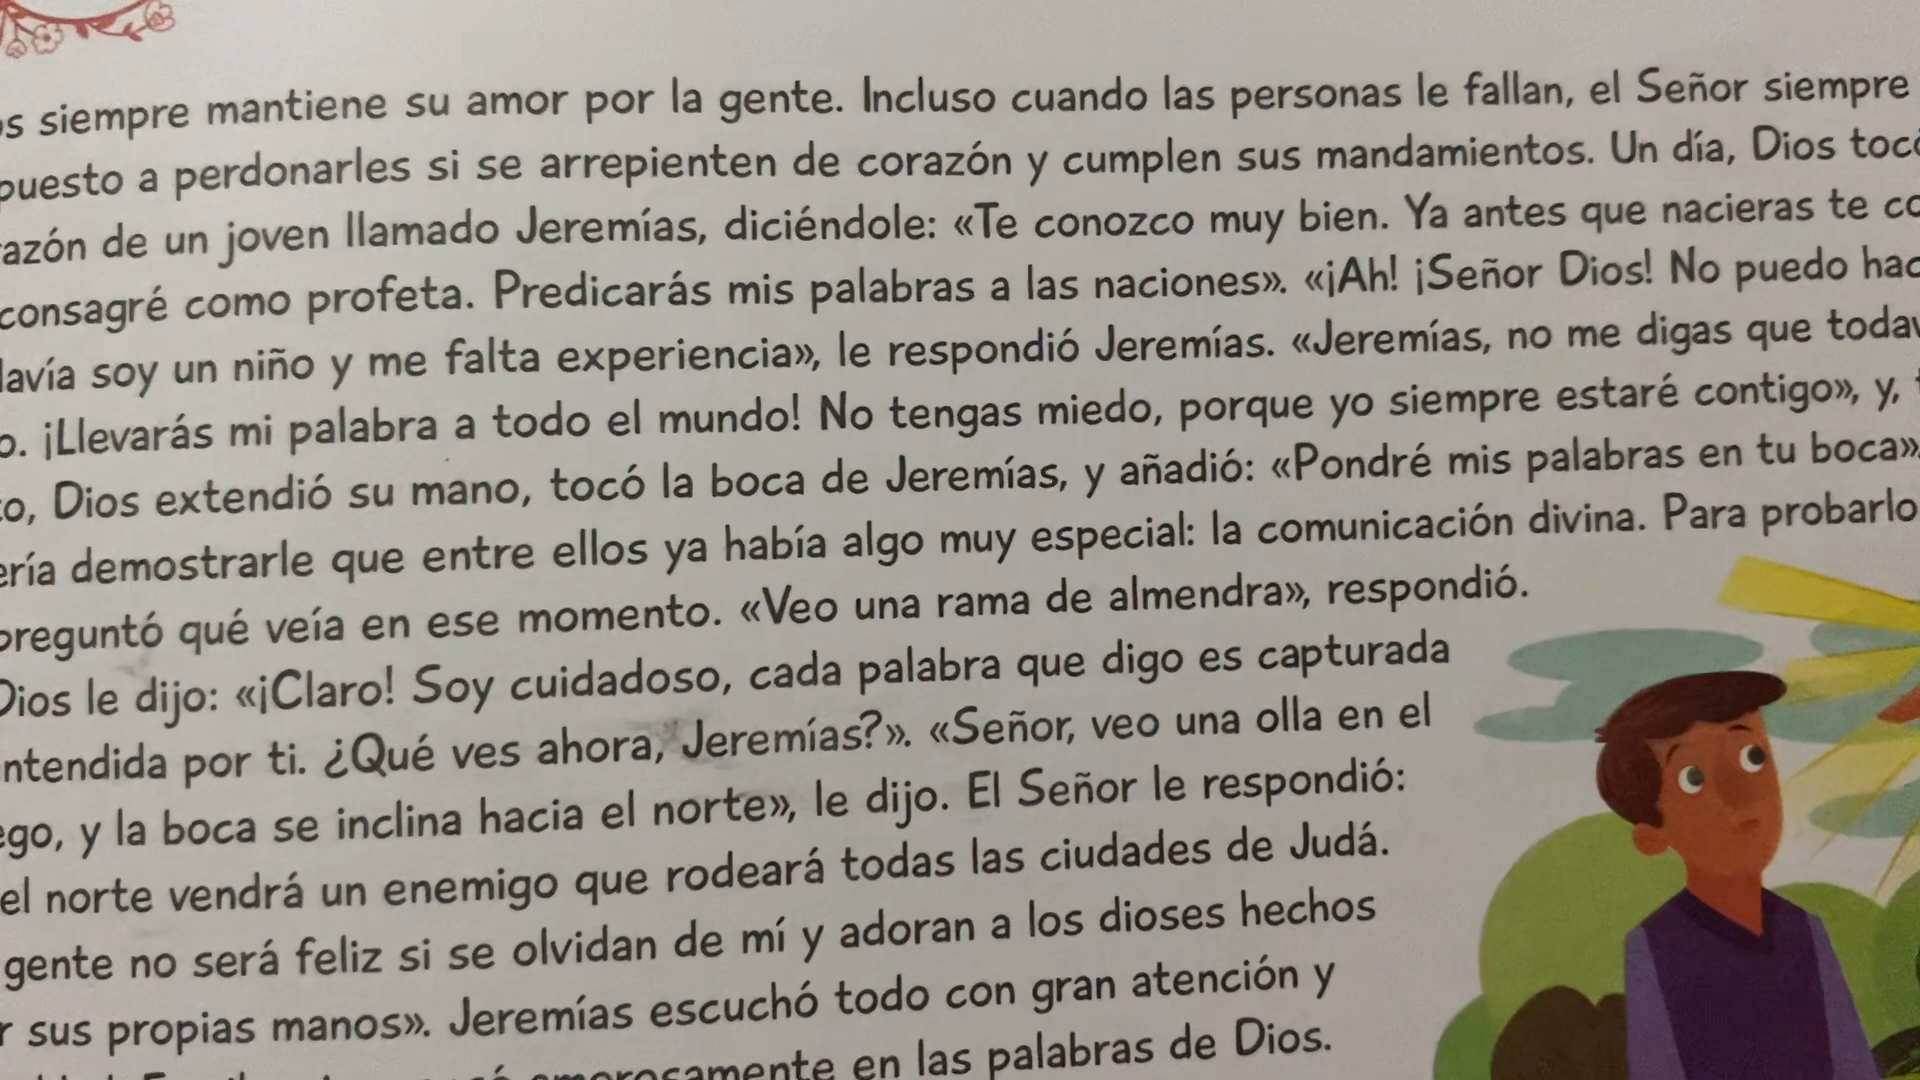 siempre mantiene su amor por la gente. Incluso cuando las personas le fallan, el Señor siempre
puesto a perdonarles si se arrepienten de corazón y cumplen sus mandamientos. Un día, Dios
de un joven llamado Jeremías, diciéndole: «Te conozco muy bien. Ya antes que nacieras te
consagré como profeta. Predicarás mis palabras a las naciones». «¡Ah! ¡Señor Dios! No puedo
soy un niño y me falta experiencia», le respondió Jeremías. «Jeremías, no me digas que
¡Llevarás mi palabra a todo el mundo! No tengas miedo, porque yo siempre estaré contigo», y,
Dios extendió su mano, tocó la boca de Jeremías, y añadió: «Pondré mis palabras en tu boca»
demostrarle que entre ellos ya había algo muy especial: la comunicación divina. Para probarlo
preguntó qué veía en ese momento. «Veo una rama de almendra», respondió.
Dios le dijo: «¡Claro! Soy cuidadoso, cada palabra que digo es capturada
por ti. ¿Qué ves ahora, Jeremías?». «Señor, veo una olla en el
y la boca se inclina hacia el norte», le dijo. El Señor le respondió:
el norte vendrá un enemigo que rodeará todas las ciudades de Judá.
gente no será feliz si se olvidan de mí y adoran a los dioses hechos
sus propias manos». Jeremías escuchó todo con gran atención y
en las palabras de Dios.